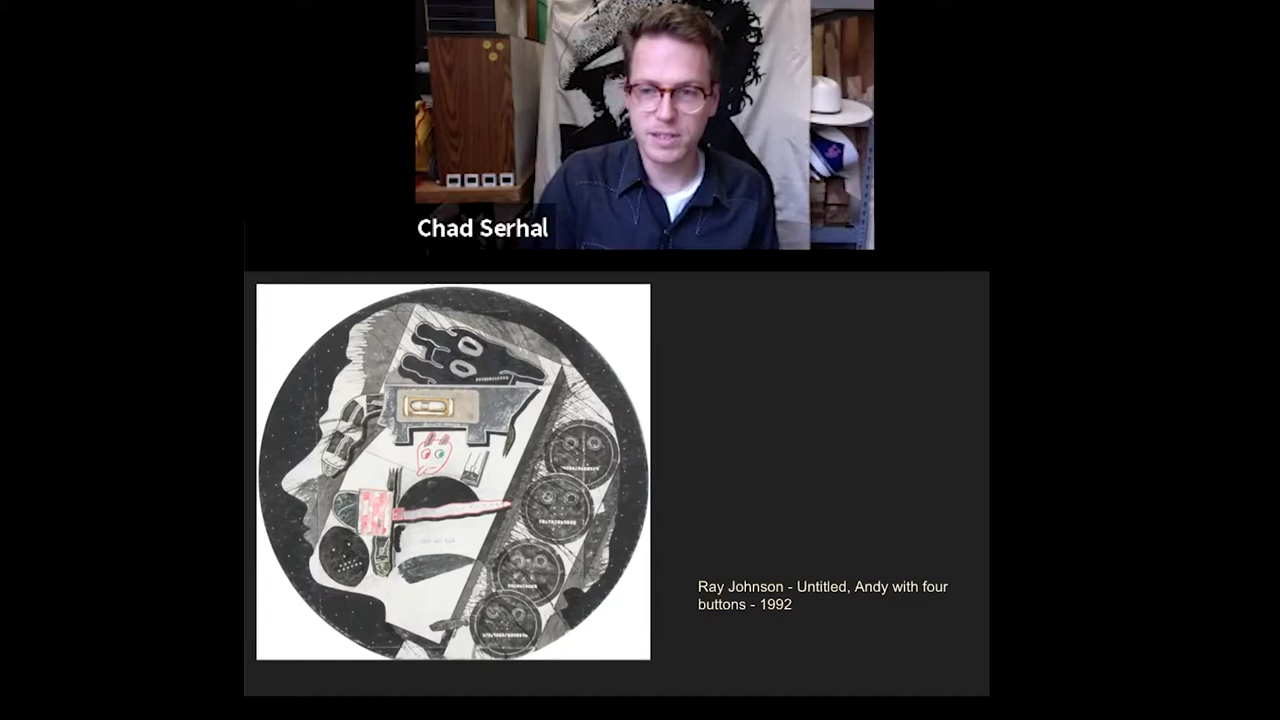 Chad Serhal
Ray Johnson - Untitled, Andy with four
buttons - 1992